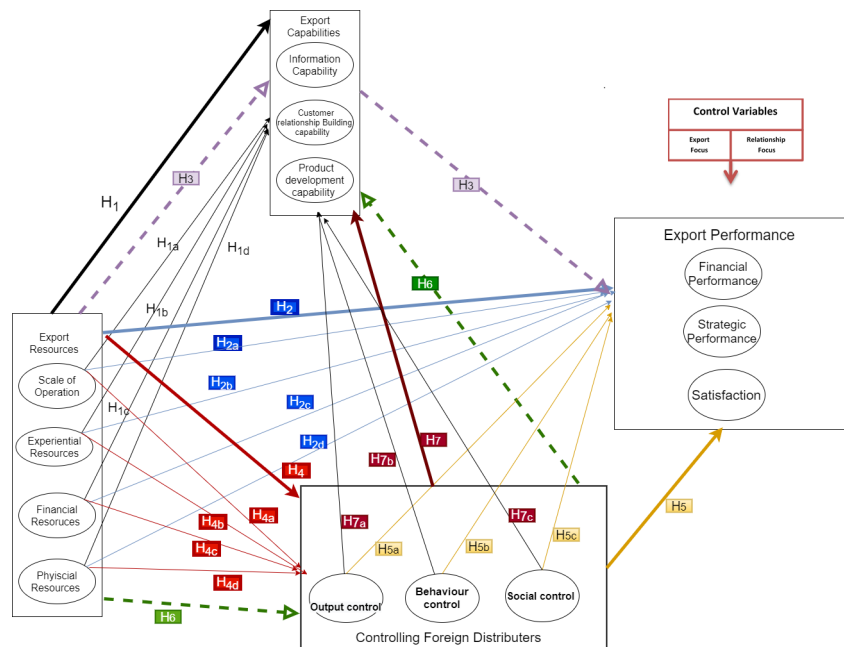 Export
Capabilities
Information
Capability
Customer
relationship Building
capability
Product
development
capability
Control Variables
Export
Focus
Relationship
Focus
H3
H3
H1
H1a
H1d
H1b
H1c
H6
Export Performance
Financial
Performance
Strategic
Performance
Satisfaction
Export
Resources
Scale of
Operation
Experiential
Resources
Financial
Resoruces
Phyiscial
Resources
H2
H2a
H2b
H2c
H2d
H4
H7
H7b
H4a
H4b
H4c
H4d
H7a
H7c
H5
H5a
H5b
H5c
H6
Output control
Behaviour
control
Social control
Controlling Foreign Distributers